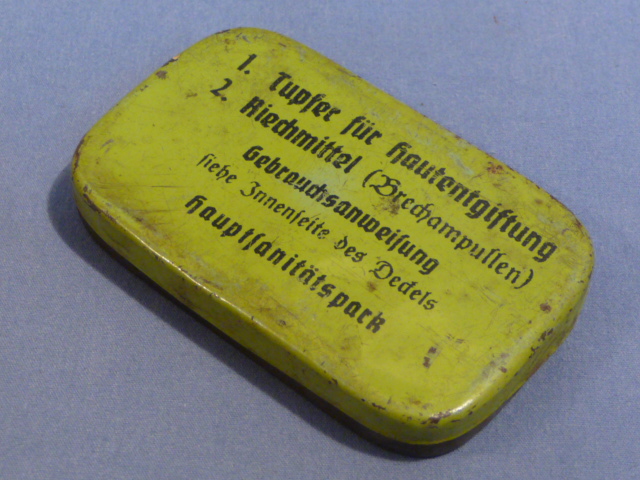 1. Tupfer für Hautentgiftung
2. Riechmittel (Brechampullen)
Gebrauchsanweisung
siehe Innenseite des Deckels
Hauptsanitätspark